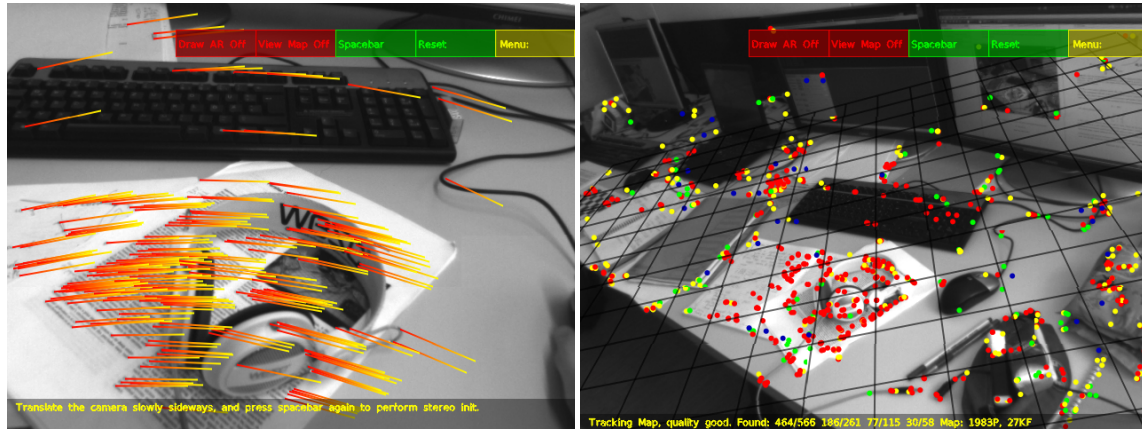 Draw AR Off View Map Off Spacebar Reset Menu:
Translate the camera slowly sideways, and press spacebar again to perform stereo init.
Draw AR Off View Map Off Spacebar Reset Menu:
Tracking Map, quality good. Found: 464/566 186/261 77/115 30/58 Map: 1983P, 27KF